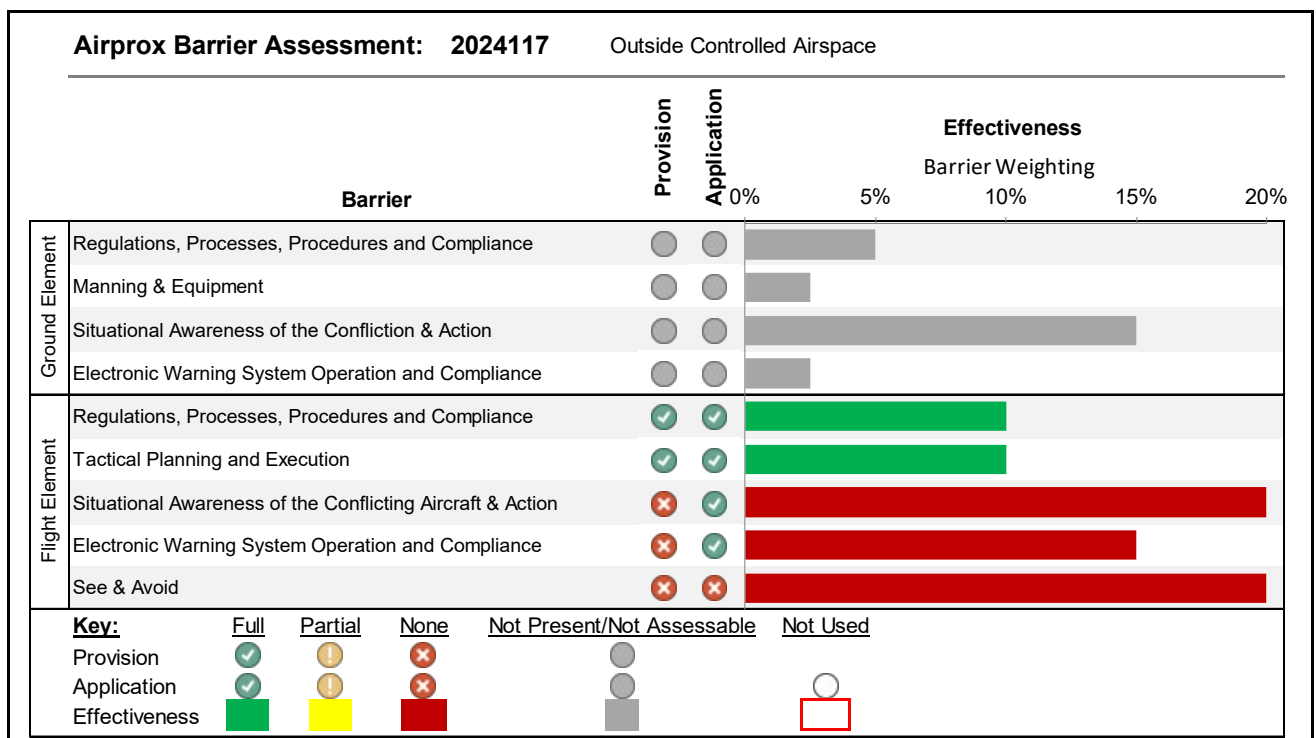 Airprox Barrier Assessment: 2024117 Outside Controlled Airspace
Provision
Application
Effectiveness
Barrier Weighting
Barrier
0% 5% 10% 15% 20%
Ground Element
Regulations, Processes, Procedures and Compliance
Manning & Equipment
Situational Awareness of the Confliction & Action
Electronic Warning System Operation and Compliance
Flight Element
Regulations, Processes, Procedures and Compliance
Tactical Planning and Execution
Situational Awareness of the Conflicting Aircraft & Action
Electronic Warning System Operation and Compliance
See & Avoid
Key: Full Partial None Not Present/Not Assessable Not Used
Provision
Application
Effectiveness